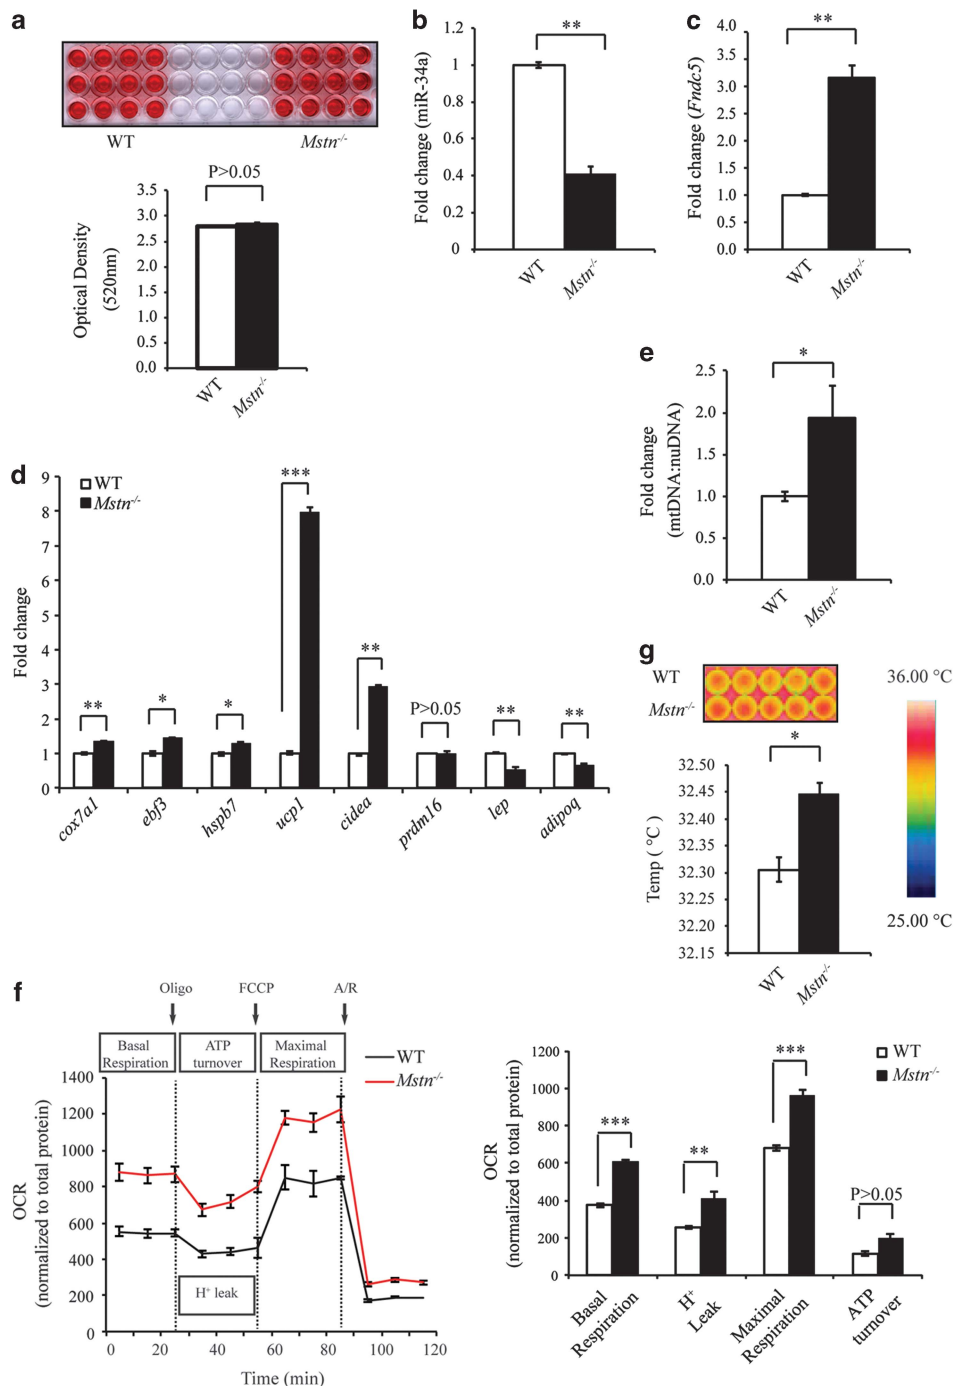 a
WT
Mstn-/-
P>0.05
3.5
3.0
2.5
2.0
1.5
1.0
0.5
0.0
Optical Density
(520nm)
WT
Mstn-/-
b
**
1.2
1
0.8
0.6
0.4
0.2
0
Fold change (miR-34a)
WT
Mstn-/-
c
**
4.0
3.5
3.0
2.5
2.0
1.5
1.0
0.5
0.0
Fold change (Fndc5)
WT
Mstn-/-
d
WT
Mstn-/-
9
8
7
6
5
4
3
2
1
0
Fold change
**
*
*
***
**
P>0.05
**
**
cox7a1
ebf3
hspb7
ucp1
cidea
prdm16
lep
adipoq
e
*
2.5
2.0
1.5
1.0
0.5
0.0
Fold change
(mtDNA:nuDNA)
WT
Mstn-/-
g
WT
Mstn-/-
36.00 °C
25.00 °C
*
32.50
32.45
32.40
32.35
32.30
32.25
32.20
32.15
Temp ( °C)
WT
Mstn-/-
f
Oligo
FCCP
A/R
Basal
Respiration
ATP
turnover
Maximal
Respiration
WT
Mstn-/-
1400
1200
1000
800
600
400
200
0
OCR
(normalized to total protein)
H+ leak
0
20
40
60
80
100
120
Time (min)
WT
Mstn-/-
1200
1000
800
600
400
200
0
OCR
(normalized to total protein)
***
**
***
P>0.05
Basal
Respiration
H+
Leak
Maximal
Respiration
ATP
turnover